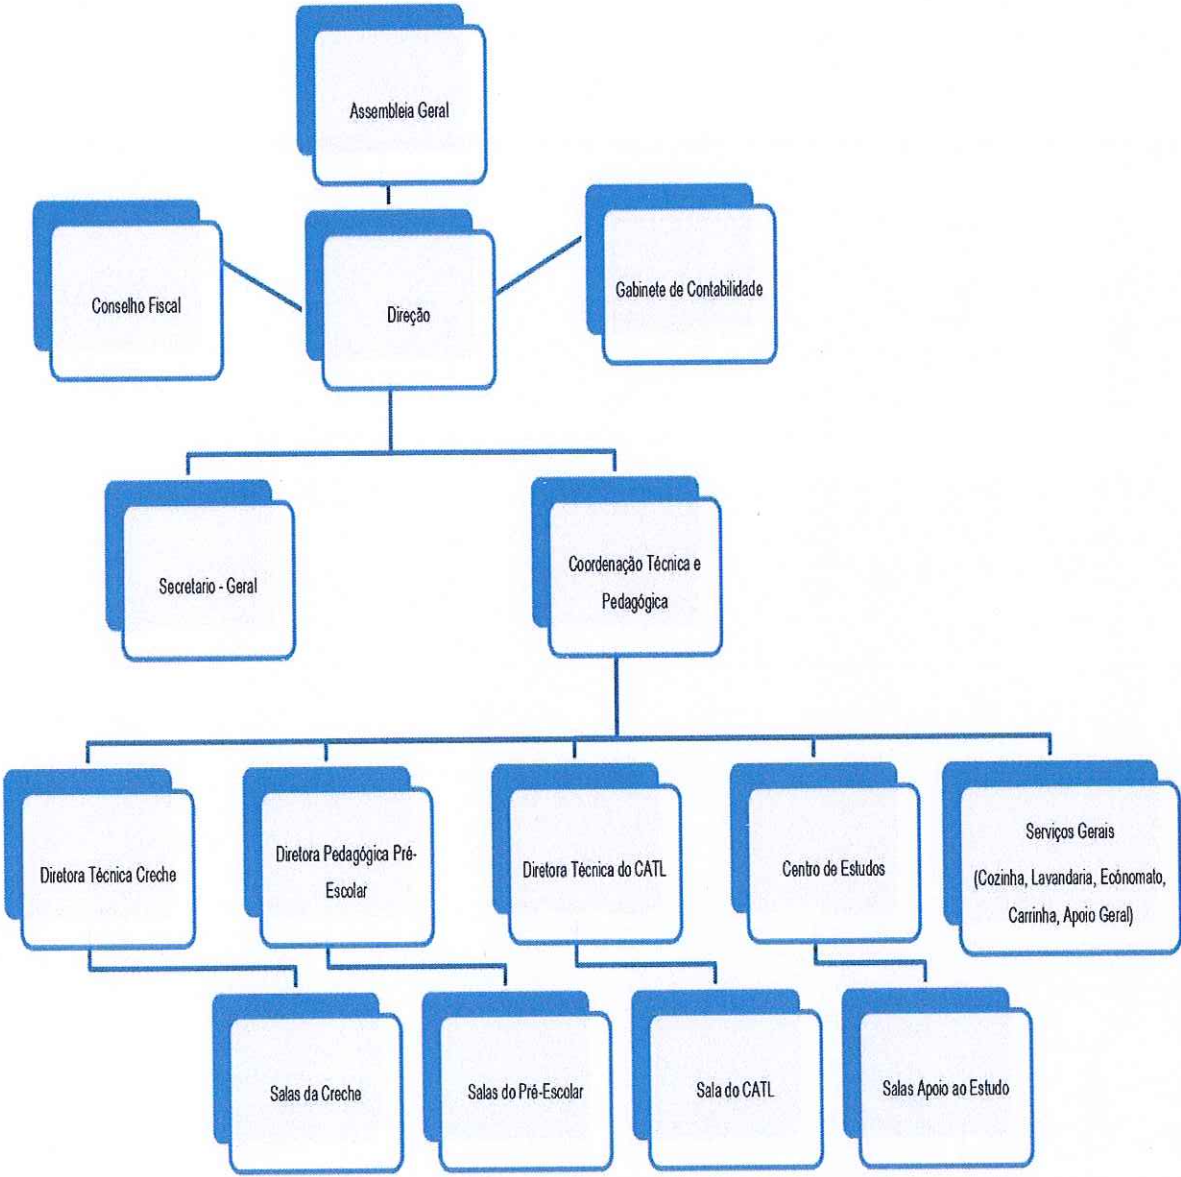 Assembleia Geral
Conselho Fiscal
Direção
Gabinete de Contabilidade
Secretario - Geral
Coordenação Técnica e
Pedagógica
Diretora Técnica Creche
Diretora Pedagógica Pré-
Escolar
Diretora Técnica do CATL
Centro de Estudos
Serviços Gerais
(Cozinha, Lavandaria, Ecónomato,
Carrinha, Apoio Geral)
Salas da Creche
Salas do Pré-Escolar
Sala do CATL
Salas Apoio ao Estudo